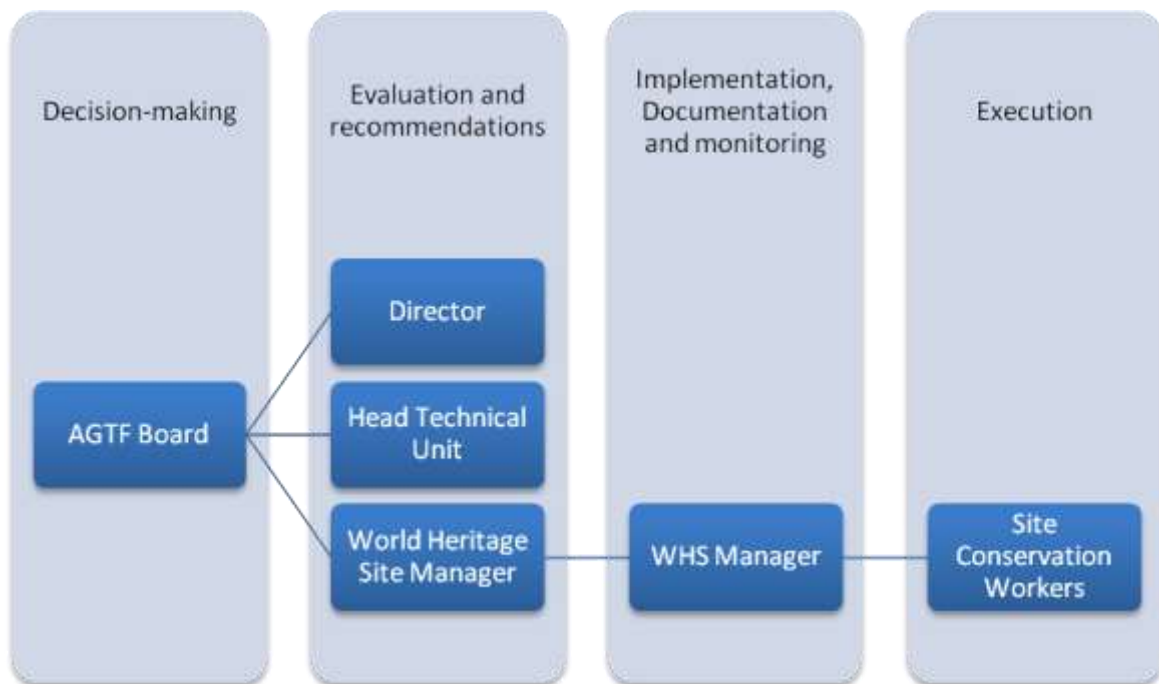 Decision-making
Evaluation and
recommendations
Implementation,
Documentation
and monitoring
Execution
AGTF Board
Director
Head Technical
Unit
World Heritage
Site Manager
WHS Manager
Site
Conservation
Workers